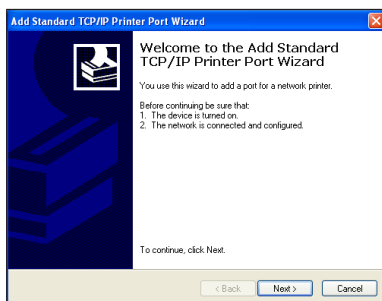 Add Standard TCP/IP Printer Port Wizard
Welcome to the Add Standard
TCP/IP Printer Port Wizard
You use this wizard to add a port for a network printer.
Before continuing be sure that:
1. The device is turned on.
2. The network is connected and configured.
To continue, click Next.
< Back Next > Cancel